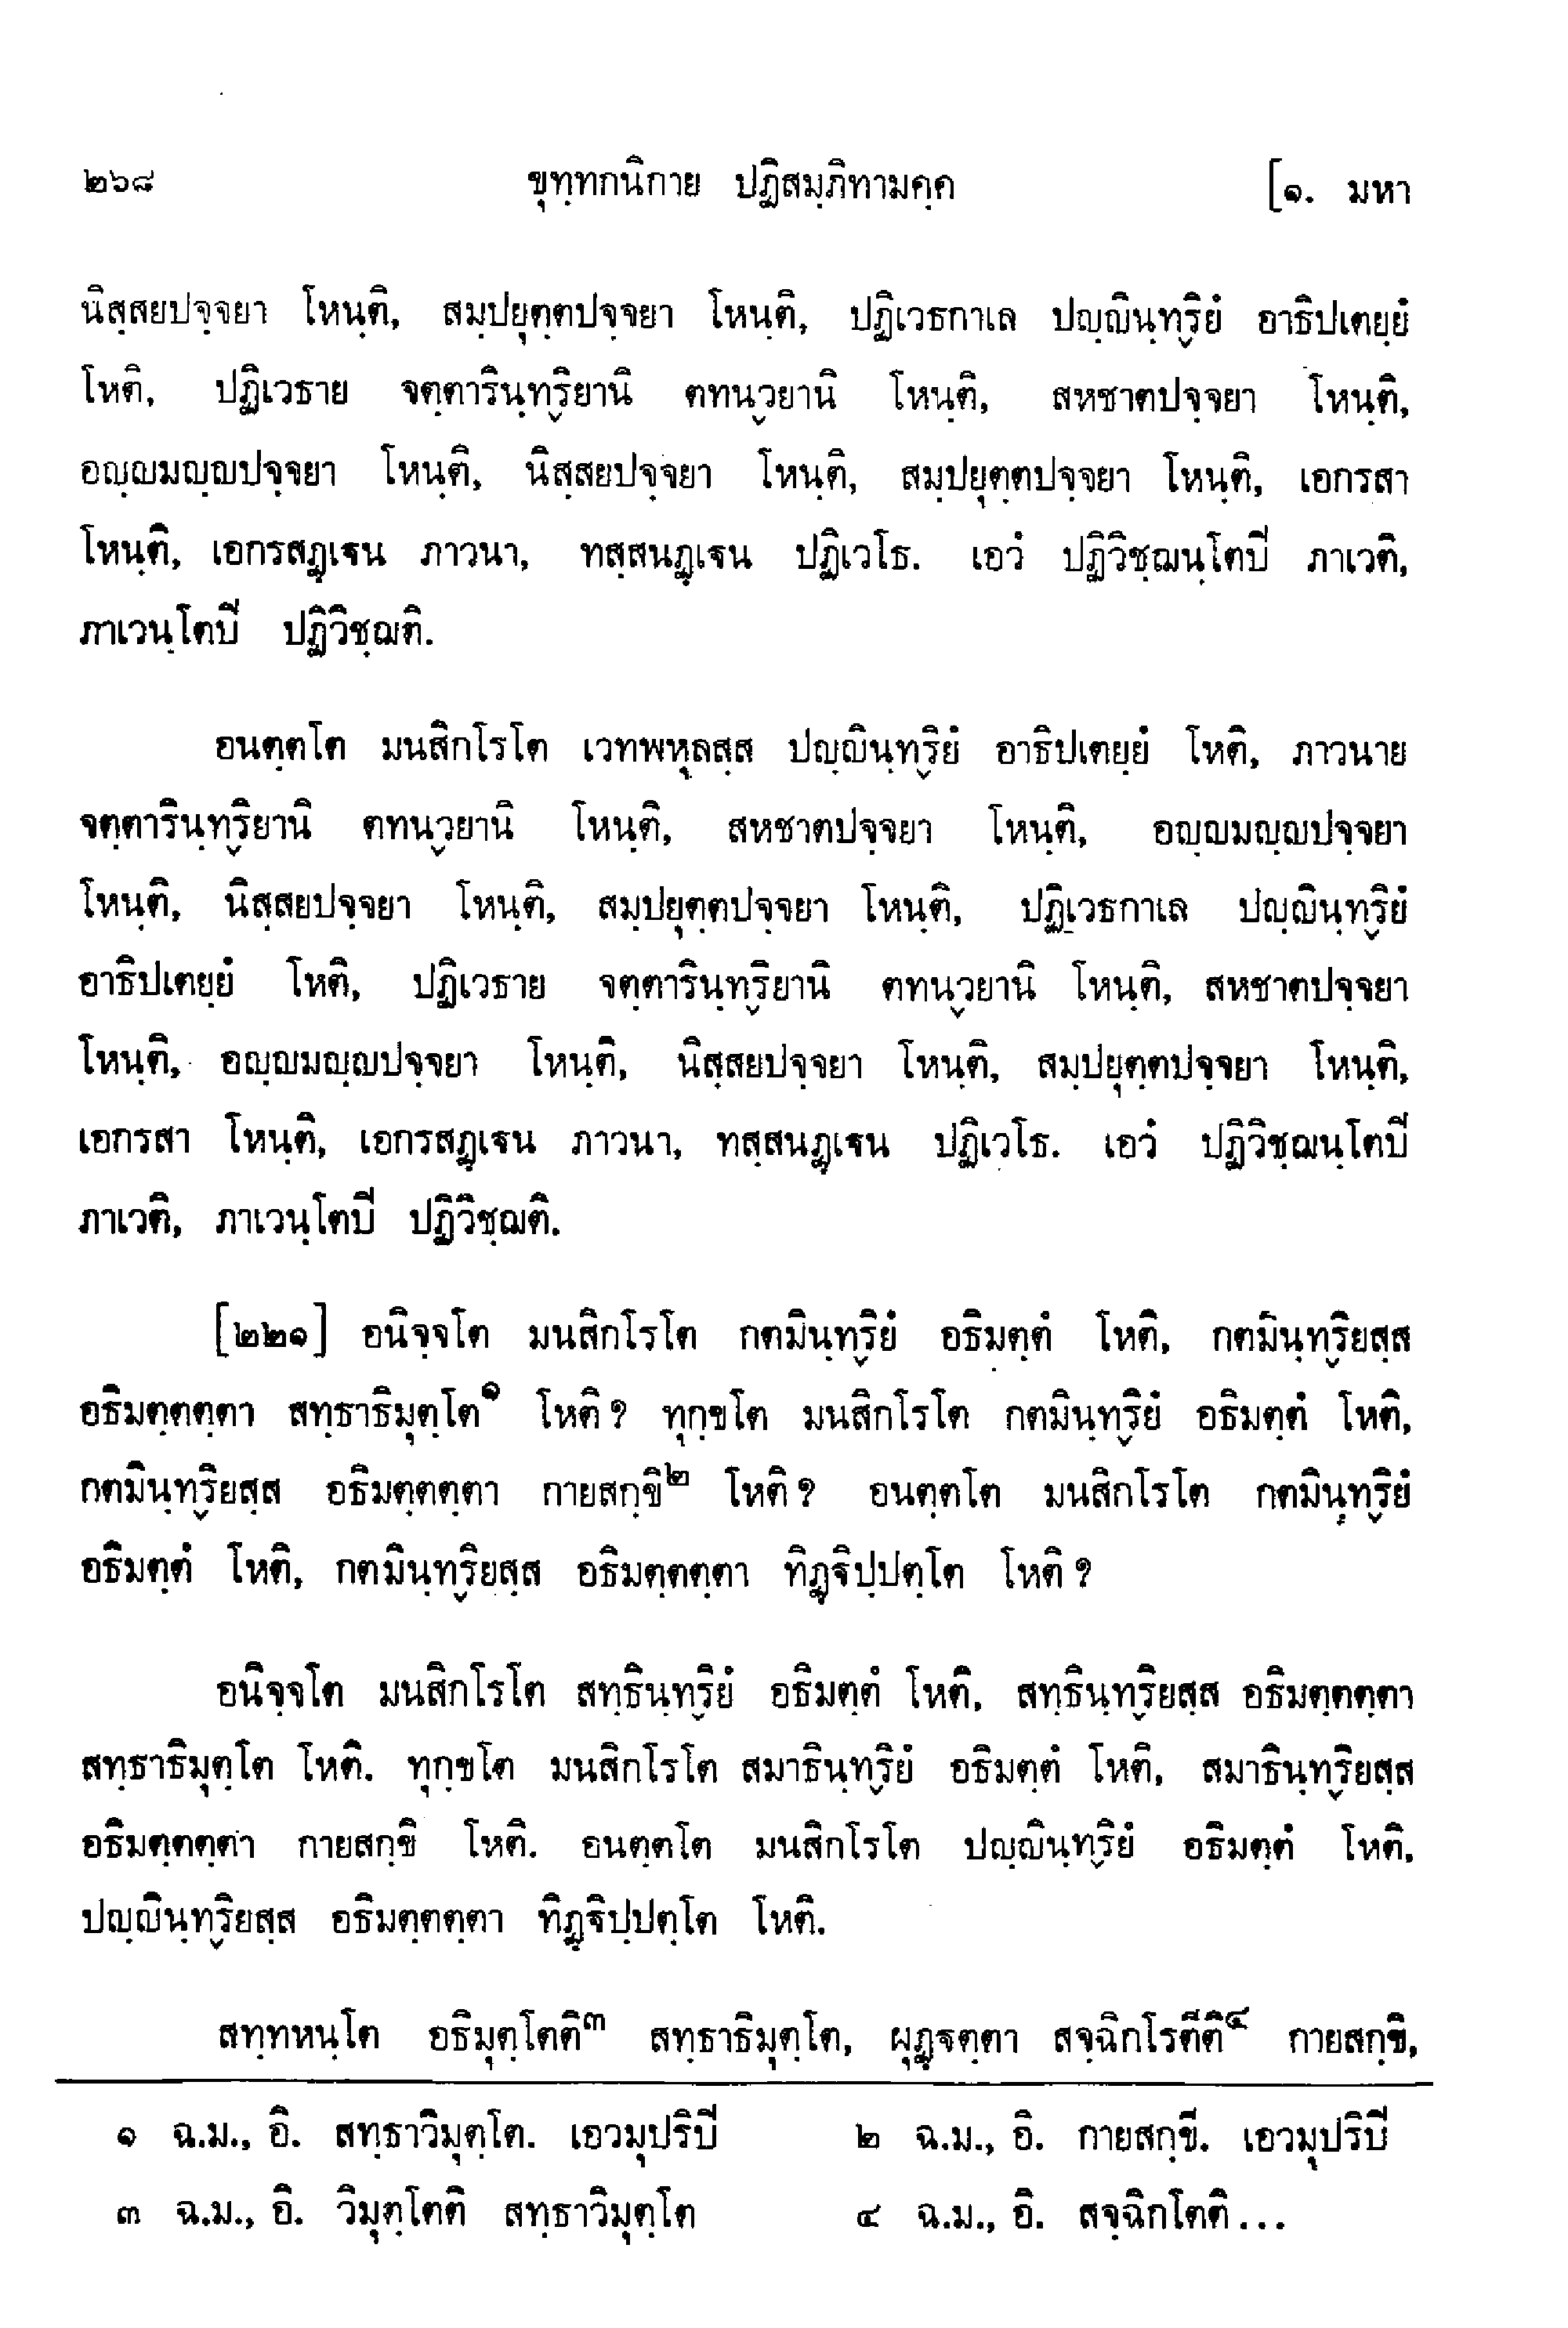 ๒๖๘ ขุทฺทกนิกาย ปฏิสมฺภิทามคฺค [๑. มหา
นิสฺสยปจฺจยา โหนฺติ, สมฺปยุตฺตปจฺจยา โหนฺติ, ปฏิเวธกาเล ปญฺญินฺทฺริยํ อาธิปเตยฺยํ
โหติ, ปฏิเวธาย จตฺตารินฺทฺริยานิ ตทนฺวยานิ โหนฺติ, สหชาตปจฺจยา โหนฺติ,
อญฺญมญฺญปจฺจยา โหนฺติ, นิสฺสยปจฺจยา โหนฺติ, สมฺปยุตฺตปจฺจยา โหนฺติ, เอกรสา
โหนฺติ, เอกรสฏฺเฐน ภาวนา, ทสฺสนฏฺเฐน ปฏิเวโธ. เอวํ ปฏิวิชฺฌนฺโตปิ ภาเวติ,
ภาเวนฺโตปิ ปฏิวิชฺฌติ.
อนตฺตโต มนสิกโรโต เวทพหุลสฺส ปญฺญินฺทฺริยํ อาธิปเตยฺยํ โหติ, ภาวนาย
จตฺตารินฺทฺริยานิ ตทนฺวยานิ โหนฺติ, สหชาตปจฺจยา โหนฺติ, อญฺญมญฺญปจฺจยา
โหนฺติ, นิสฺสยปจฺจยา โหนฺติ, สมฺปยุตฺตปจฺจยา โหนฺติ, ปฏิเวธกาเล ปญฺญินฺทฺริยํ
อาธิปเตยฺยํ โหติ, ปฏิเวธาย จตฺตารินฺทฺริยานิ ตทนฺวยานิ โหนฺติ, สหชาตปจฺจยา
โหนฺติ, อญฺญมญฺญปจฺจยา โหนฺติ, นิสฺสยปจฺจยา โหนฺติ, สมฺปยุตฺตปจฺจยา โหนฺติ,
เอกรสา โหนฺติ, เอกรสฏฺเฐน ภาวนา, ทสฺสนฏฺเฐน ปฏิเวโธ. เอวํ ปฏิวิชฺฌนฺโตปิ
ภาเวติ, ภาเวนฺโตปิ ปฏิวิชฺฌติ.
[๒๒๑] อนิจฺจโต มนสิกโรโต กตมินฺทฺริยํ อธิมตฺตํ โหติ, กตมินฺทฺริยสฺส
อธิมตฺตตฺตา สทฺธาธิมุตฺโต๑ โหติ ? ทุกฺขโต มนสิกโรโต กตมินฺทฺริยํ อธิมตฺตํ โหติ,
กตมินฺทฺริยสฺส อธิมตฺตตฺตา กายสกฺขิ๒ โหติ ? อนตฺตโต มนสิกโรโต กตมินฺทฺริยํ
อธิมตฺตํ โหติ, กตมินฺทฺริยสฺส อธิมตฺตตฺตา ทิฏฺฐิปฺปตฺโต โหติ ?
อนิจฺจโต มนสิกโรโต สทฺธินฺทฺริยํ อธิมตฺตํ โหติ, สทฺธินฺทฺริยสฺส อธิมตฺตตฺตา
สทฺธาธิมุตฺโต โหติ. ทุกฺขโต มนสิกโรโต สมาธินฺทฺริยํ อธิมตฺตํ โหติ, สมาธินฺทฺริยสฺส
อธิมตฺตตฺตา กายสกฺขิ โหติ. อนตฺตโต มนสิกโรโต ปญฺญินฺทฺริยํ อธิมตฺตํ โหติ,
ปญฺญินฺทฺริยสฺส อธิมตฺตตฺตา ทิฏฺฐิปฺปตฺโต โหติ.
สทฺทหนฺโต อธิมุตฺโตติ๓ สทฺธาธิมุตฺโต, ผุฏฺฐตฺตา สจฺฉิกโรตีติ๔ กายสกฺขิ,
๑ ฉ.ม., อิ. สทฺธาวิมุตฺโต. เอวมุปริปิ ๒ ฉ.ม., อิ. กายสกฺขี. เอวมุปริปิ
๓ ฉ.ม., อิ. วิมุตฺโตติ สทฺธาวิมุตฺโต ๔ ฉ.ม., อิ. สจฺฉิกโตติ...